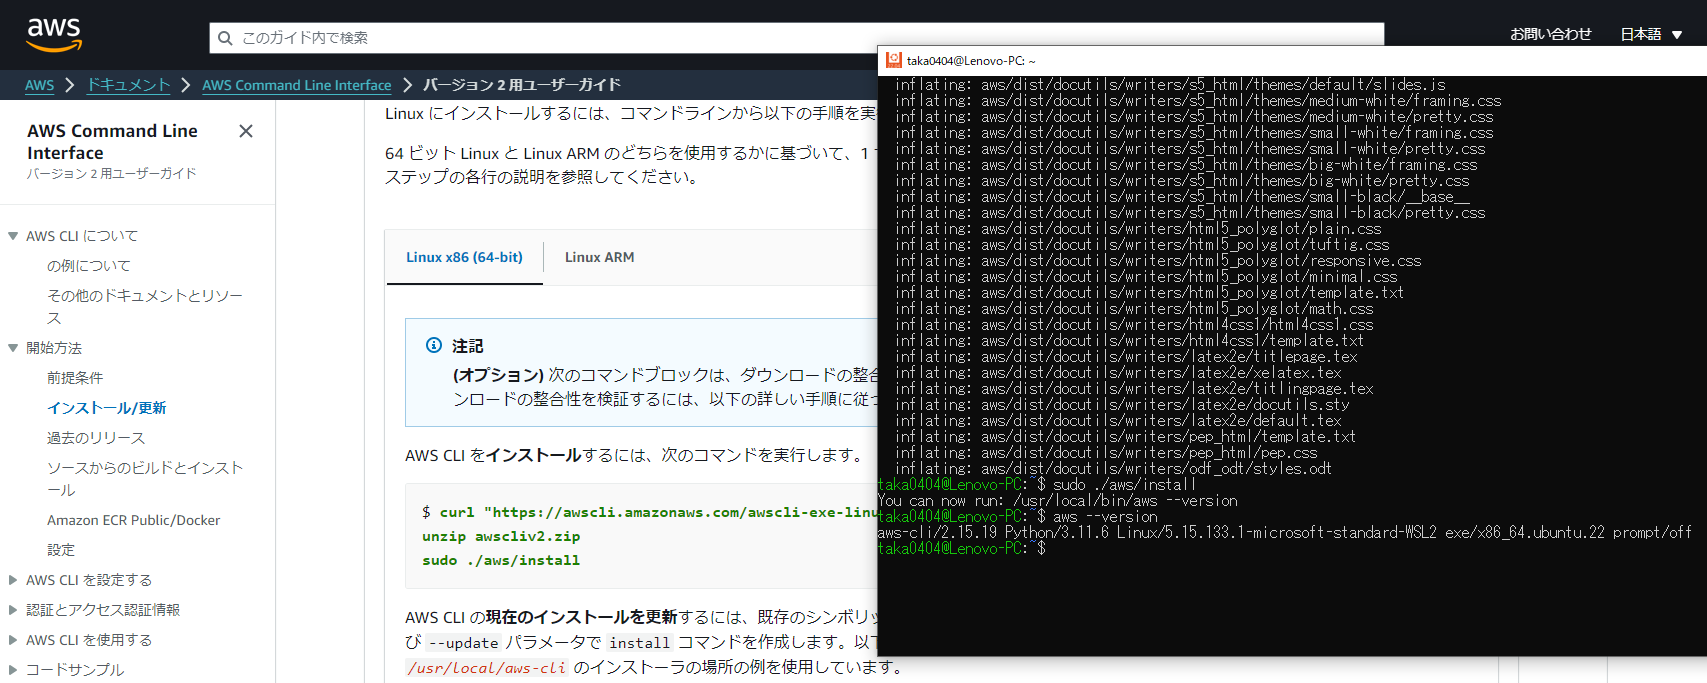 aws
このガイド内で検索
お問い合わせ
日本語
AWS
ドキュメント
AWS Command Line Interface
バージョン 2 用ユーザーガイド
AWS Command Line
Interface
バージョン 2 用ユーザーガイド
AWS CLI について
の例について
その他のドキュメントとリソー
ス
開始方法
前提条件
インストール/更新
過去のリリース
ソースからのビルドとインスト
ール
Amazon ECR Public/Docker
設定
AWS CLI を設定する
認証とアクセス認証情報
AWS CLI を使用する
コードサンプル
Linux にインストールするには、コマンドラインから以下の手順を実
64 ビット Linux と Linux ARM のどちらを使用するかに基づいて、1
ステップの各行の説明を参照してください。
Linux x86 (64-bit)
Linux ARM
注記
(オプション) 次のコマンドブロックは、ダウンロードの整合
ンロードの整合性を検証するには、以下の詳しい手順に従っ
AWS CLI をインストールするには、次のコマンドを実行します。
$ curl "https://awscli.amazonaws.com/awscli-exe-linu
unzip awscliv2.zip
sudo ./aws/install
AWS CLI の現在のインストールを更新するには、既存のシンボリッ
び --update パラメータで install コマンドを作成します。以下
/usr/local/aws-cli のインストーラの場所の例を使用しています。
taka0404@Lenovo-PC: ~
inflating: aws/dist/docutils/writers/s5_html/themes/default/slides.js
inflating: aws/dist/docutils/writers/s5_html/themes/medium-white/framing.css
inflating: aws/dist/docutils/writers/s5_html/themes/medium-white/pretty.css
inflating: aws/dist/docutils/writers/s5_html/themes/small-white/framing.css
inflating: aws/dist/docutils/writers/s5_html/themes/small-white/pretty.css
inflating: aws/dist/docutils/writers/s5_html/themes/big-white/framing.css
inflating: aws/dist/docutils/writers/s5_html/themes/big-white/pretty.css
inflating: aws/dist/docutils/writers/s5_html/themes/small-black/__base__
inflating: aws/dist/docutils/writers/s5_html/themes/small-black/pretty.css
inflating: aws/dist/docutils/writers/html5_polyglot/plain.css
inflating: aws/dist/docutils/writers/html5_polyglot/tuftig.css
inflating: aws/dist/docutils/writers/html5_polyglot/responsive.css
inflating: aws/dist/docutils/writers/html5_polyglot/minimal.css
inflating: aws/dist/docutils/writers/html5_polyglot/template.txt
inflating: aws/dist/docutils/writers/html5_polyglot/math.css
inflating: aws/dist/docutils/writers/html4css1/html4css1.css
inflating: aws/dist/docutils/writers/html4css1/template.txt
inflating: aws/dist/docutils/writers/latex2e/titlepage.tex
inflating: aws/dist/docutils/writers/latex2e/xelatex.tex
inflating: aws/dist/docutils/writers/latex2e/titlingpage.tex
inflating: aws/dist/docutils/writers/latex2e/docutils.sty
inflating: aws/dist/docutils/writers/latex2e/default.tex
inflating: aws/dist/docutils/writers/pep_html/template.txt
inflating: aws/dist/docutils/writers/pep_html/pep.css
inflating: aws/dist/docutils/writers/odf_odt/styles.odt
taka0404@Lenovo-PC:~$ sudo ./aws/install
You can now run: /usr/local/bin/aws --version
taka0404@Lenovo-PC:~$ aws --version
aws-cli/2.15.19 Python/3.11.6 Linux/5.15.133.1-microsoft-standard-WSL2 exe/x86_64.ubuntu.22 prompt/off
taka0404@Lenovo-PC:~$